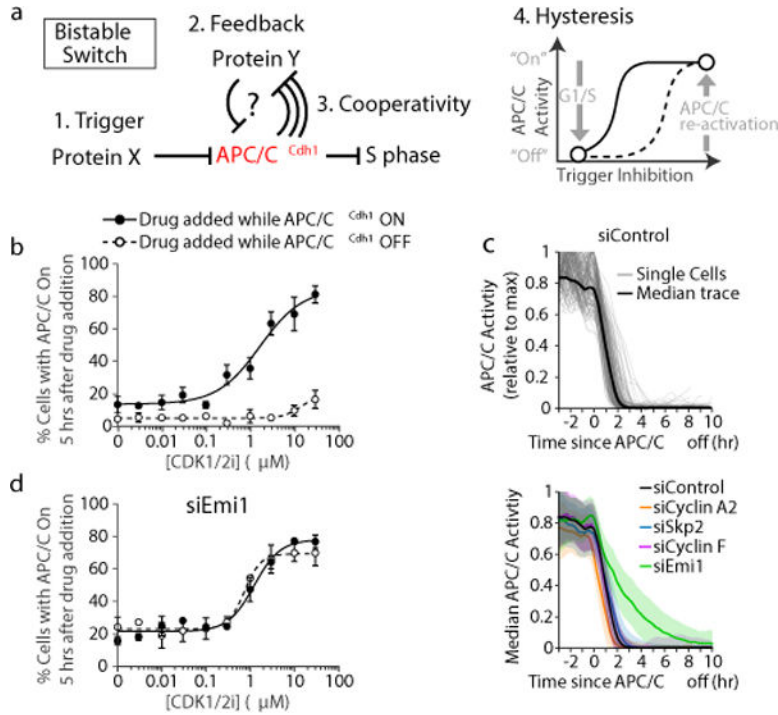 a
Bistable
Switch
2. Feedback
Protein Y
?
3. Cooperativity
1. Trigger
Protein X
APC/C Cdh1
S phase
4. Hysteresis
"On"
"Off"
APC/C
Activity
G1/S
APC/C
re-activation
Trigger Inhibition
Drug added while APC/C Cdh1 ON
Drug added while APC/C Cdh1 OFF
b
% Cells with APC/C On
5 hrs after drug addition
100
80
60
40
20
0
0 0.01 0.1 1 10 100
[CDK1/2i] ( μM)
c
siControl
Single Cells
Median trace
APC/C Activtiy
(relative to max)
1
0.8
0.6
0.4
0.2
0
-2 0 2 4 6 8 10
Time since APC/C off (hr)
d
siEmi1
% Cells with APC/C On
5 hrs after drug addition
100
80
60
40
20
0
0 0.01 0.1 1 10 100
[CDK1/2i] ( μM)
siControl
siCyclin A2
siSkp2
siCyclin F
siEmi1
Median APC/C Activtiy
1
0.8
0.6
0.4
0.2
0
-2 0 2 4 6 8 10
Time since APC/C off (hr)